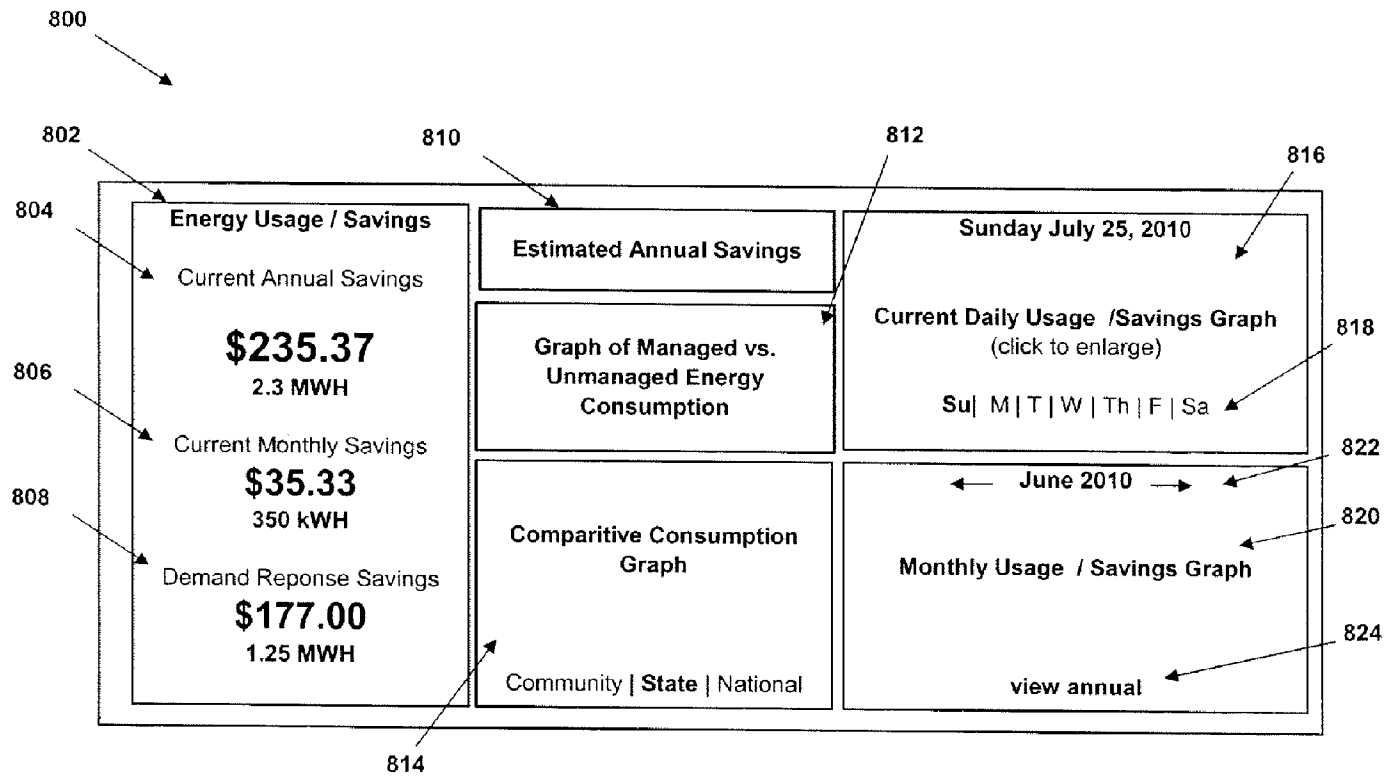 800
802
810
812
816
804
Energy Usage / Savings
Current Annual Savings
$235.37
2.3 MWH
806
Current Monthly Savings
$35.33
350 kWH
808
Demand Reponse Savings
$177.00
1.25 MWH
Estimated Annual Savings
Graph of Managed vs.
Unmanaged Energy
Consumption
Comparitive Consumption
Graph
Community | State | National
814
Sunday July 25, 2010
Current Daily Usage /Savings Graph
(click to enlarge)
818
Su| M | T | W | Th | F | Sa
822
June 2010
820
Monthly Usage / Savings Graph
824
view annual